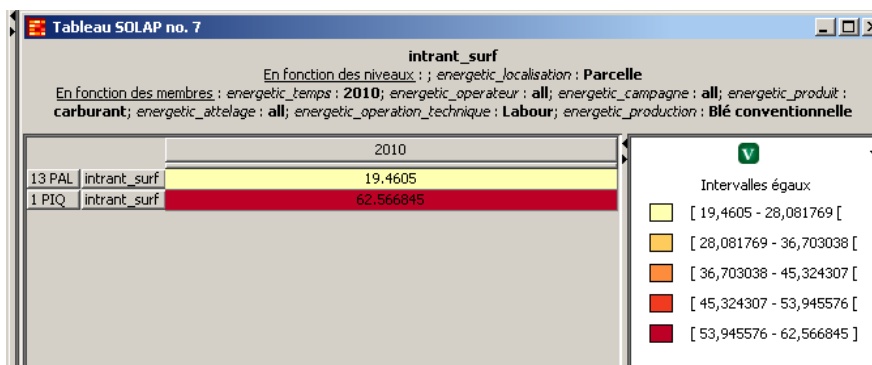 Tableau SOLAP no. 7
intrant_surf
En fonction des niveaux : ; energetic_localisation : Parcelle
En fonction des membres : energetic_temps : 2010; energetic_operateur : all; energetic_campagne : all; energetic_produit :
carburant; energetic_attelage : all; energetic_operation_technique : Labour; energetic_production : Blé conventionnelle
2010
13 PAL intrant_surf 19.4605
1 PIQ intrant_surf 62.566845
V
Intervalles égaux
[ 19,4605 - 28,081769 [
[ 28,081769 - 36,703038 [
[ 36,703038 - 45,324307 [
[ 45,324307 - 53,945576 [
[ 53,945576 - 62,566845 ]